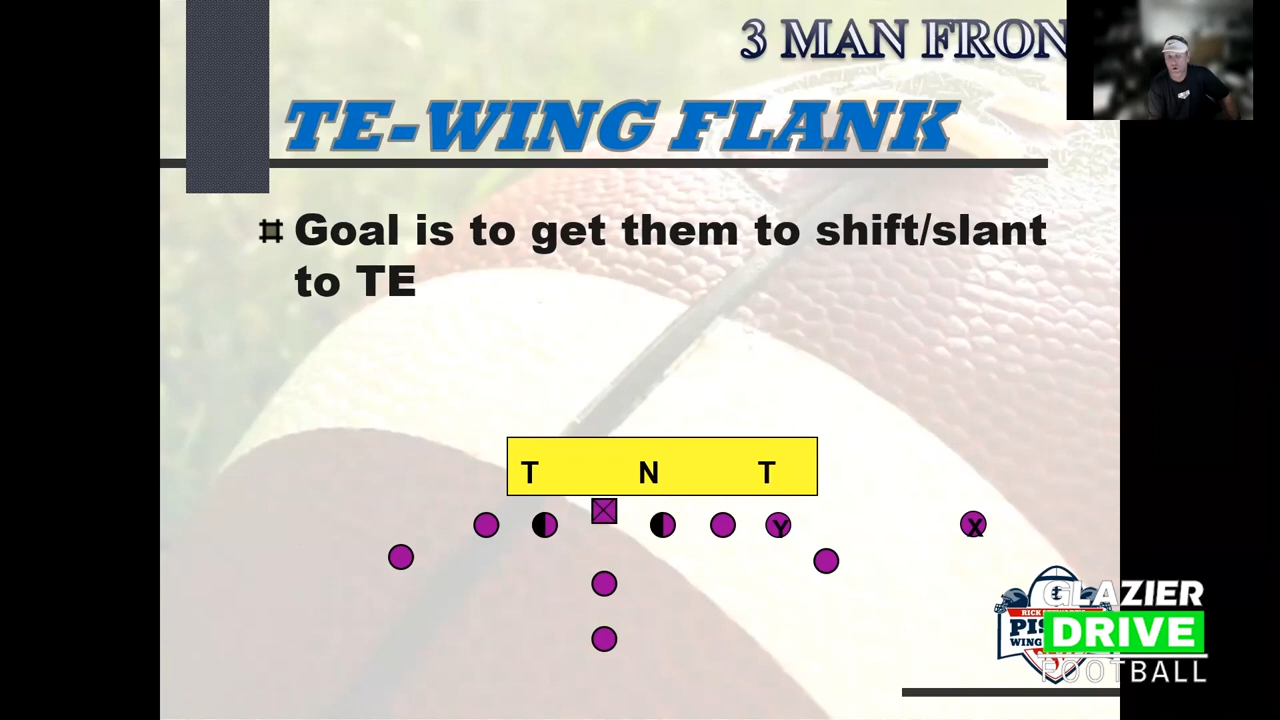 3 MAN FRON
TE-WING FLANK
Goal is to get them to shift/slant
to TE
T N T
Y X
GLAZIER
DRIVE
FOOTBALL